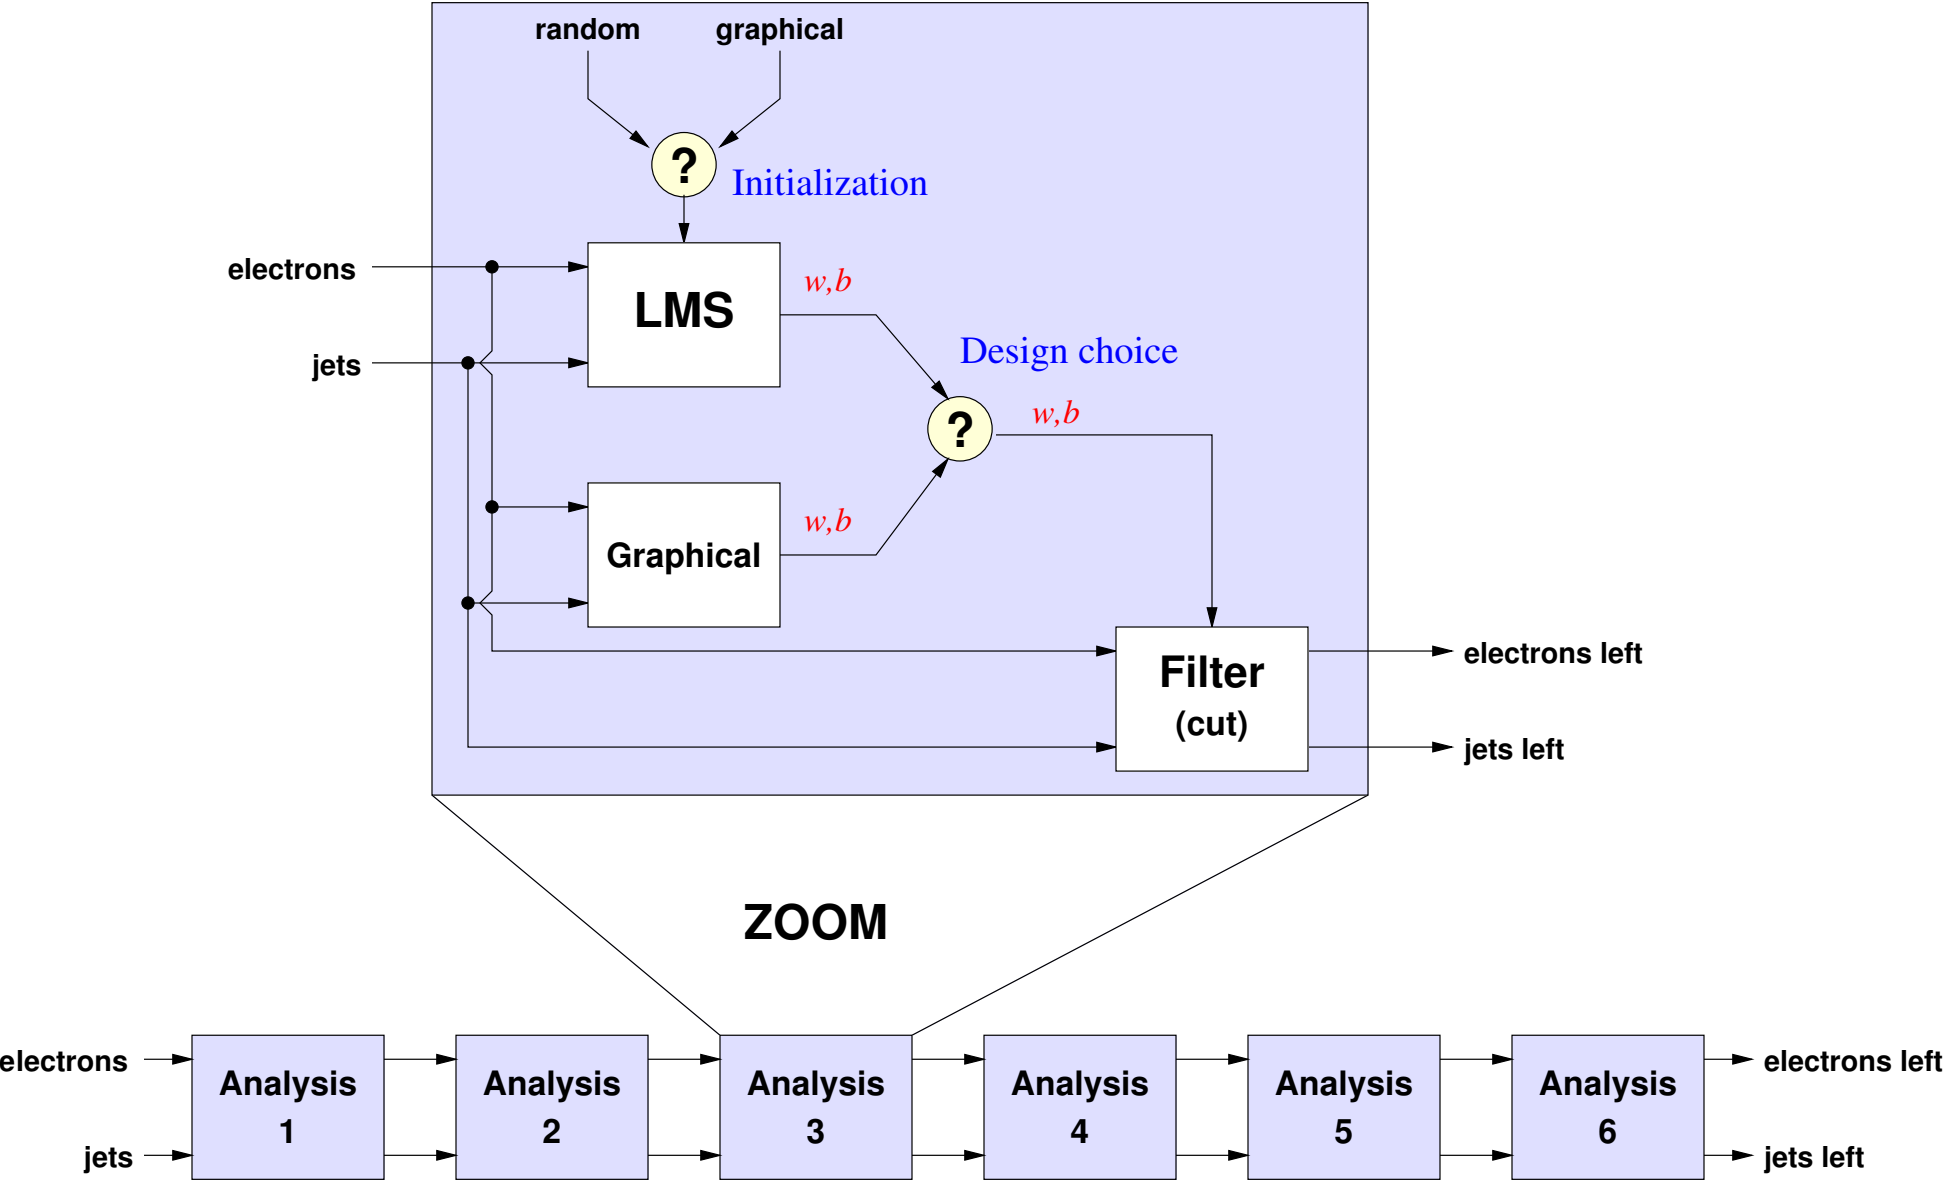 random graphical
?
Initialization
electrons
LMS
w,b
jets
Design choice
?
w,b
Graphical
w,b
Filter
(cut)
electrons left
jets left
ZOOM
electrons
jets
Analysis
1
Analysis
2
Analysis
3
Analysis
4
Analysis
5
Analysis
6
electrons left
jets left